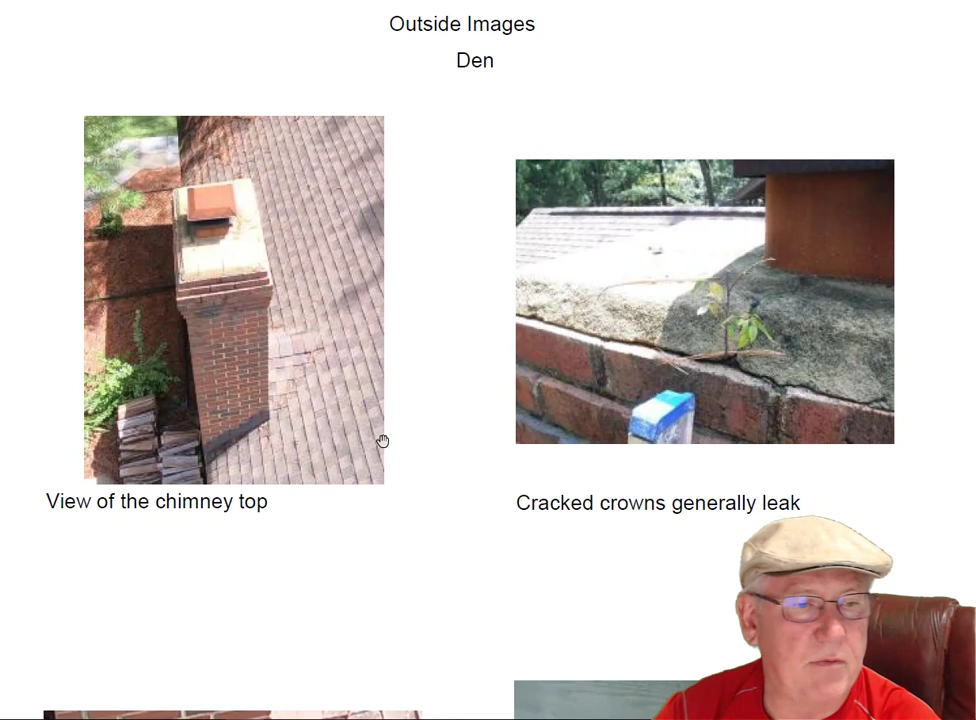 Outside Images
Den
View of the chimney top
Cracked crowns generally leak